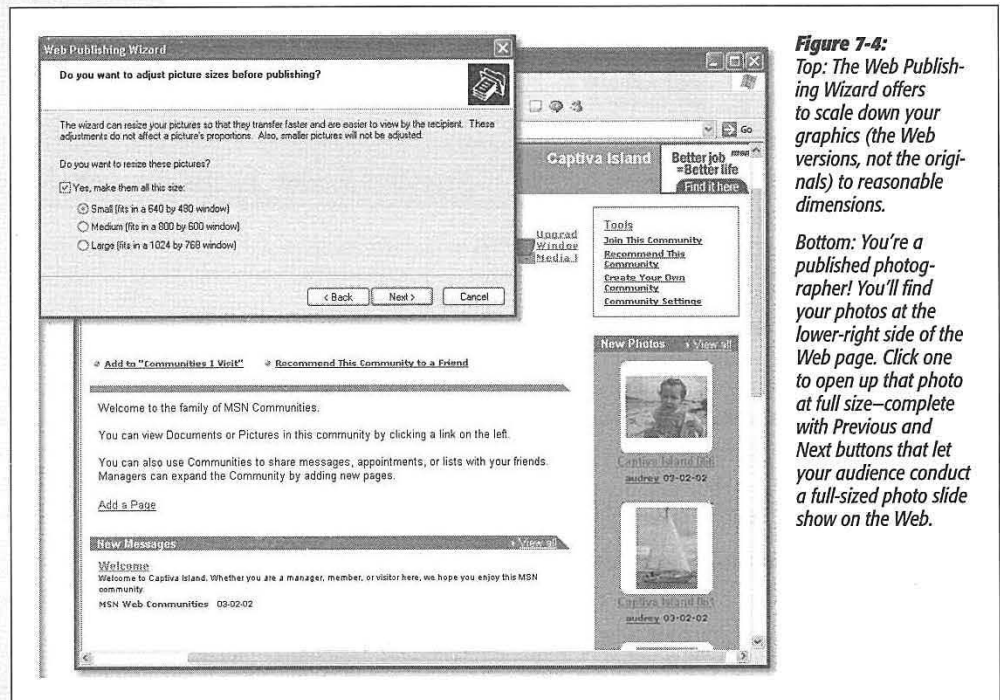 Web Publishing Wizard
Do you want to adjust picture sizes before publishing?
The wizard can resize your pictures so that they transfer faster and are easier to view by the recipient. These
adjustments do not affect a picture's proportions. Also, smaller pictures will not be adjusted.
Do you want to resize these pictures?
Yes, make them all this size:
Small (fits in a 640 by 480 window)
Medium (fits in a 800 by 600 window)
Large (fits in a 1024 by 768 window)
< Back
Next >
Cancel
Go
Captiva Island
Better job
msn
=Better life
Find it here
Upgrad
Window
Media
Tools
Join This Community
Recommend This
Community
Create Your Own
Community
Community Settings
Add to "Communities I Visit"
Recommend This Community to a Friend
Welcome to the family of MSN Communities.
You can view Documents or Pictures in this community by clicking a link on the left.
You can also use Communities to share messages, appointments, or lists with your friends.
Managers can expand the Community by adding new pages.
Add a Page
New Messages
View all
Welcome
Welcome to Captiva Island. Whether you are a manager, member, or visitor here, we hope you enjoy this MSN
community.
MSN Web Communities 03-02-02
New Photos
View all
Captiva Island
audrey 03-02-02
Captiva Island
audrey 03-02-02
Figure 7-4:
Top: The Web Publish-
ing Wizard offers
to scale down your
graphics (the Web
versions, not the origi-
nals) to reasonable
dimensions.
Bottom: You're a
published photog-
rapher! You'll find
your photos at the
lower-right side of the
Web page. Click one
to open up that photo
at full size—complete
with Previous and
Next buttons that let
your audience conduct
a full-sized photo slide
show on the Web.